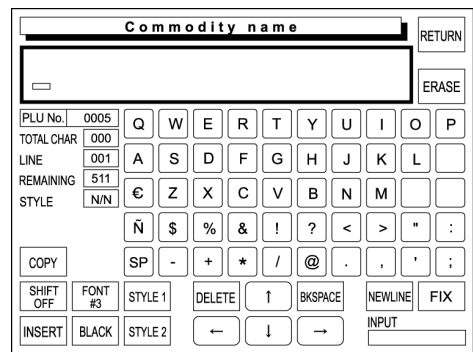 Commodity name
RETURN
ERASE
PLU No. 0005
TOTAL CHAR 000
LINE 001
REMAINING 511
STYLE N/N
Q W E R T Y U I O P
A S D F G H J K L
€ Z X C V B N M
Ñ $ % & ! ? < > " :
COPY SP - + * / @ . , ' ;
SHIFT OFF FONT #3 STYLE 1 DELETE ↑ BKSPACE NEWLINE FIX
INSERT BLACK STYLE 2 ← ↓ → INPUT